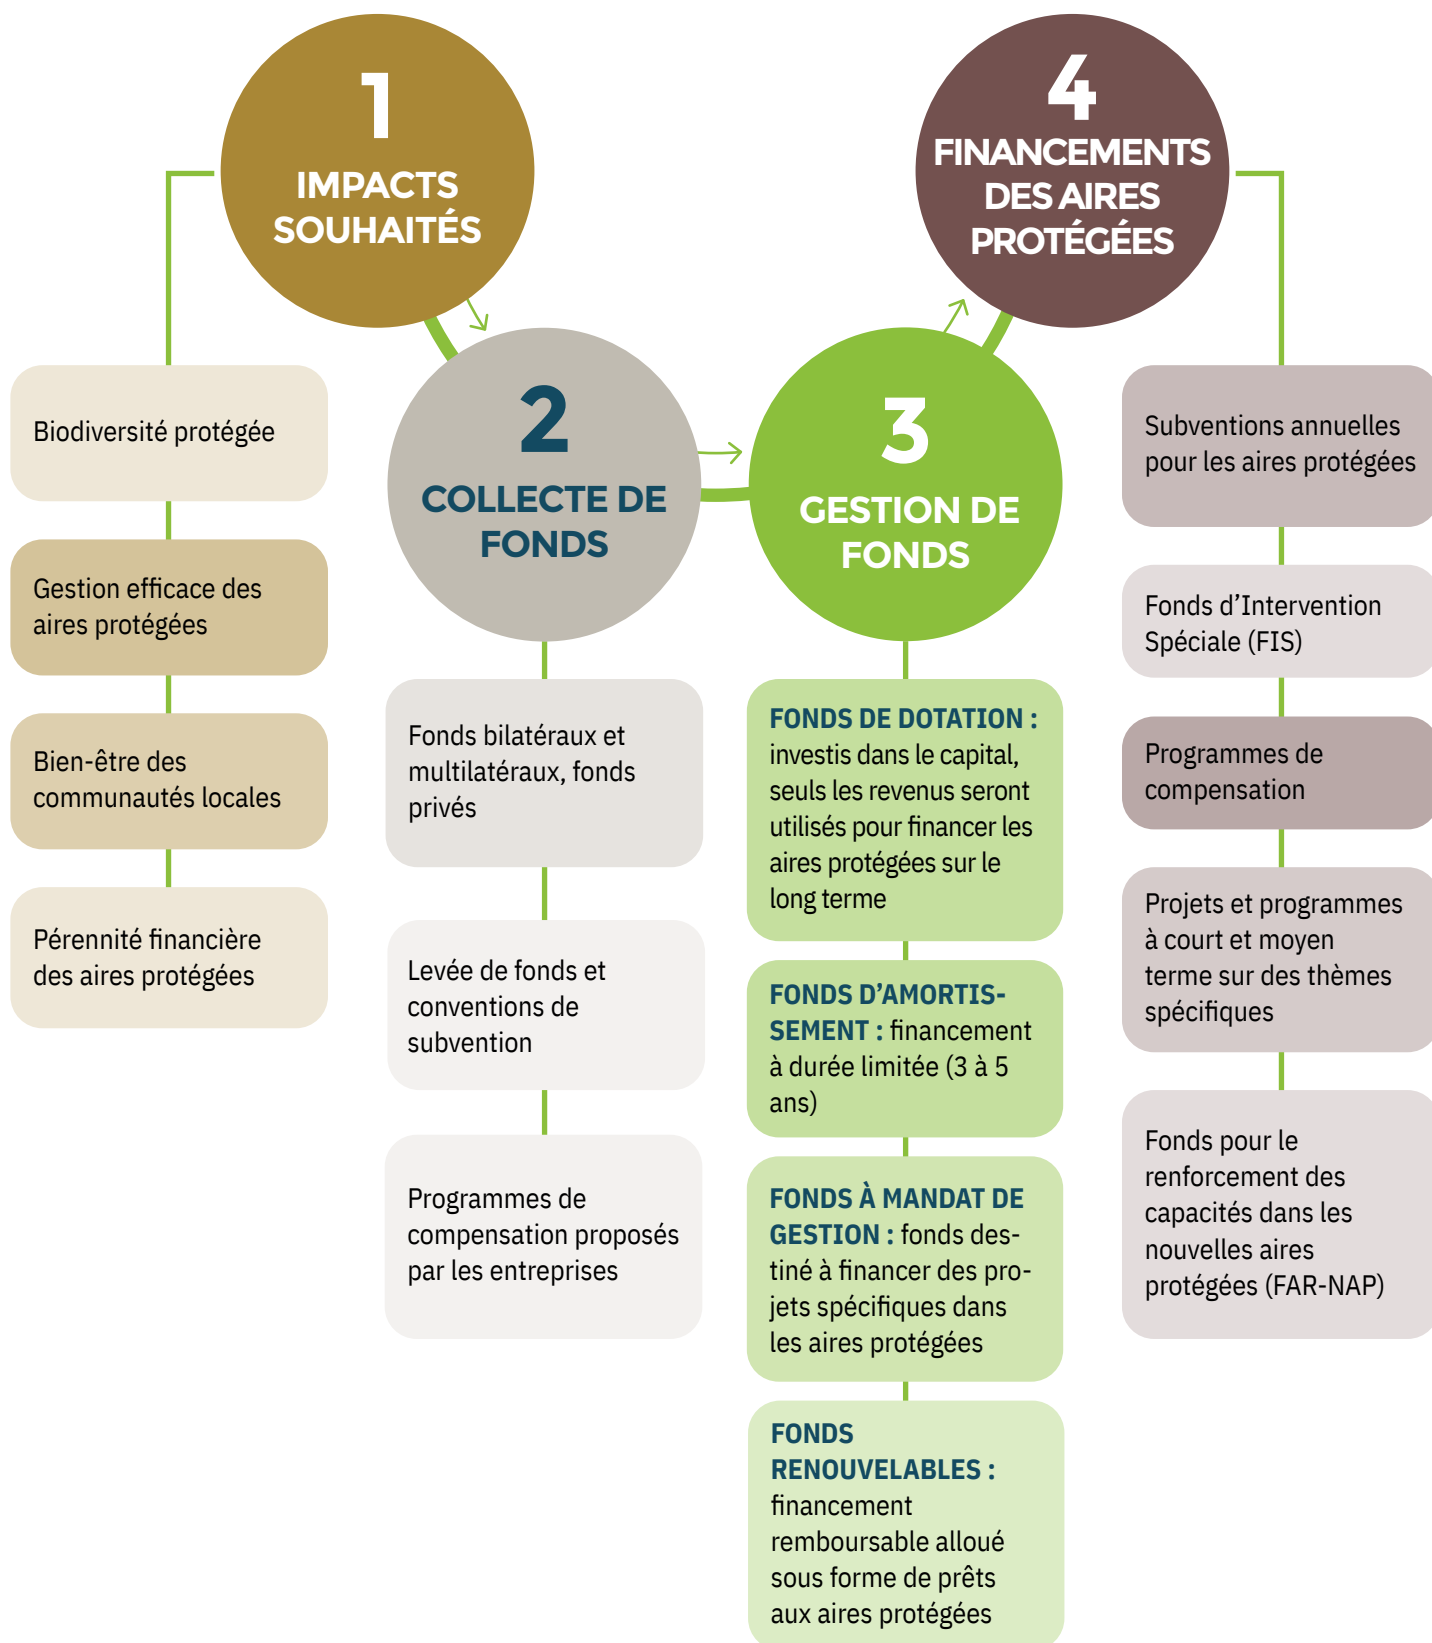 1
IMPACTS
SOUHAITÉS
Biodiversité protégée
Gestion efficace des
aires protégées
Bien-être des
communautés locales
Pérennité financière
des aires protégées
2
COLLECTE DE
FONDS
Fonds bilatéraux et
multilatéraux, fonds
privés
Levée de fonds et
conventions de
subvention
Programmes de
compensation proposés
par les entreprises
3
GESTION DE
FONDS
FONDS DE DOTATION :
investis dans le capital,
seuls les revenus seront
utilisés pour financer les
aires protégées sur le
long terme
FONDS D’AMORTIS-
SEMENT : financement
à durée limitée (3 à 5
ans)
FONDS À MANDAT DE
GESTION : fonds des-
tiné à financer des pro-
jets spécifiques dans
les aires protégées
FONDS
RENOUVELABLES :
financement
remboursable alloué
sous forme de prêts
aux aires protégées
4
FINANCEMENTS
DES AIRES
PROTÉGÉES
Subventions annuelles
pour les aires protégées
Fonds d’Intervention
Spéciale (FIS)
Programmes de
compensation
Projets et programmes
à court et moyen
terme sur des thèmes
spécifiques
Fonds pour le
renforcement des
capacités dans les
nouvelles aires
protégées (FAR-NAP)